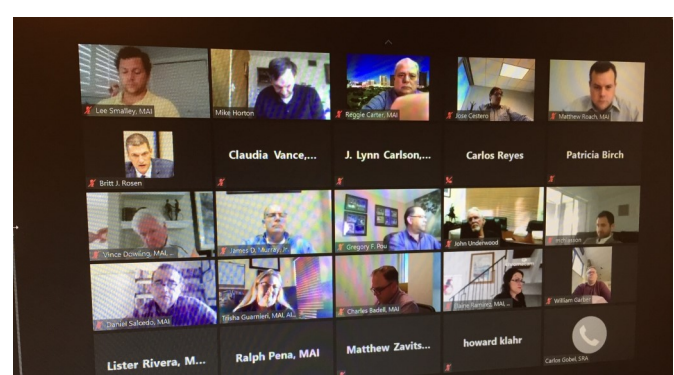 Lee Smalley, MAI
Mike Horton
Reggie Carter, MAI
Jose Cestero
Matthew Roach, MAI
Britt J. Rosen
Claudia Vance,...
J. Lynn Carlson,...
Carlos Reyes
Patricia Birch
Vince Dowling, MAI, ..
James D. Murray, Jr.
Gregory F. Pou
John Underwood
Daniel Salcedo, MAI
Trisha Guarnieri, MAI, AI..
Charles Badell, MAI
Elaine Ramirez, MAI, ..
William Garber
Lister Rivera, M...
Ralph Pena, MAI
Matthew Zavits...
howard klahr
Carlos Gobel, SRA